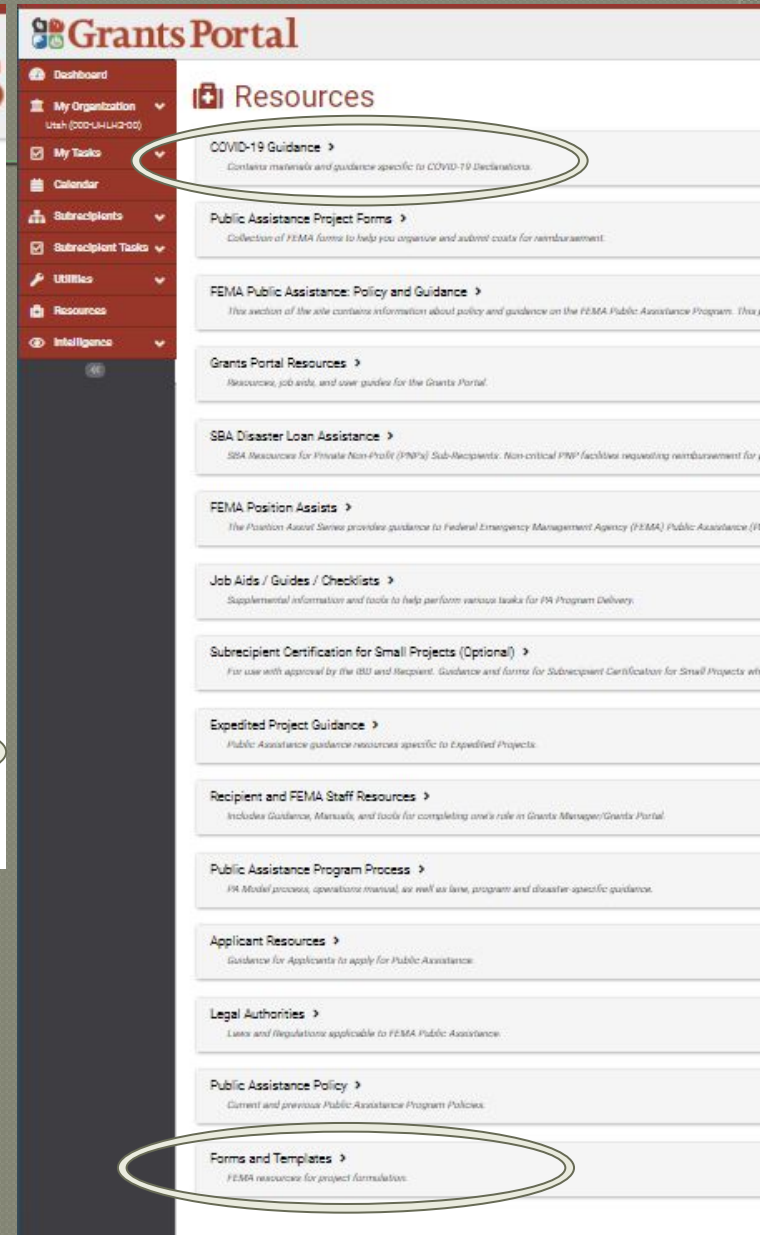 Grants Portal
Dashboard
My Organization
My Tasks
Calendar
Subrecipients
Subrecipient Tasks
Utilities
Resources
Intelligence
Resources
COVID-19 Guidance >
Contains materials and guidance specific to COVID-19 Declarations.
Public Assistance Project Forms >
Collection of FEMA forms to help you organize and submit costs for reimbursement.
FEMA Public Assistance: Policy and Guidance >
This section of the site contains information about policy and guidance on the FEMA Public Assistance Program. This
Grants Portal Resources >
Resources, job aids, and user guides for the Grants Portal.
SBA Disaster Loan Assistance >
SBA Resources for Private Non-Profit (PNPs) Sub-Recipients. Non-critical PNP facilities requesting reimbursement for
FEMA Position Assists >
The Position Assist Series provides guidance to Federal Emergency Management Agency (FEMA) Public Assistance
Job Aids / Guides / Checklists >
Supplemental information and tools to help perform various tasks for PA Program Delivery.
Subrecipient Certification for Small Projects (Optional) >
For use with approval by the IBD and Recipient. Guidance and forms for Subrecipient Certification for Small Projects
Expedited Project Guidance >
Public Assistance guidance resources specific to Expedited Projects.
Recipient and FEMA Staff Resources >
Includes Guidance, Manuals, and tools for completing one's role in Grants Manager/Grants Portal.
Public Assistance Program Process >
PA Model process, operations manual, as well as lane, program and disaster-specific guidance.
Applicant Resources >
Guidance for Applicants to apply for Public Assistance.
Legal Authorities >
Laws and Regulations applicable to FEMA Public Assistance.
Public Assistance Policy >
Current and previous Public Assistance Program Policies.
Forms and Templates >
FEMA resources for project formulation.